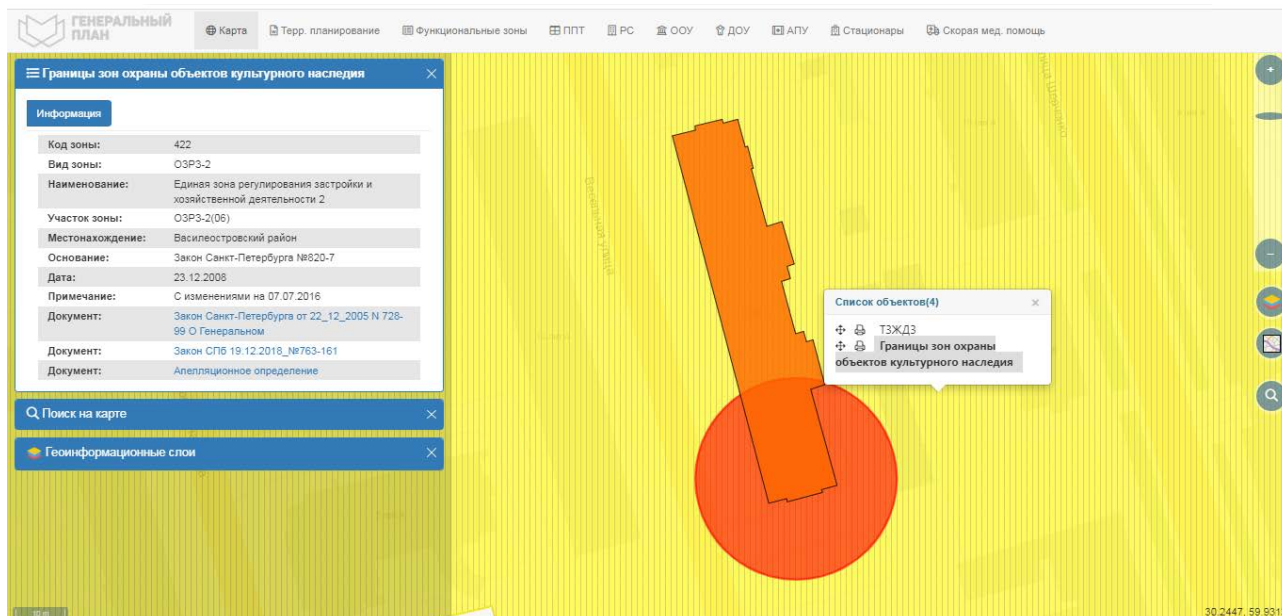 ГЕНЕРАЛЬНЫЙ
ПЛАН
Карта
Терр. планирование
Функциональные зоны
ППТ
РС
ООУ
ДОУ
АПУ
Стационары
Скорая мед. помощь
Границы зон охраны объектов культурного наследия
Информация
Код зоны: 422
Вид зоны: ОЗРЗ-2
Наименование: Единая зона регулирования застройки и
хозяйственной деятельности 2
Участок зоны: ОЗРЗ-2(06)
Местонахождение: Василеостровский район
Основание: Закон Санкт-Петербурга №820-7
Дата: 23.12.2008
Примечание: С изменениями на 07.07.2016
Документ: Закон Санкт-Петербурга от 22_12_2005 N 728-
99 О Генеральном
Документ: Закон СПб 19.12.2018_№763-161
Документ: Апелляционное определение
Поиск на карте
Геоинформационные слои
Весельная улица
улица Шевченко
Список объектов(4)
ТЗЖДЗ
Границы зон охраны
объектов культурного наследия
30.2447, 59.931